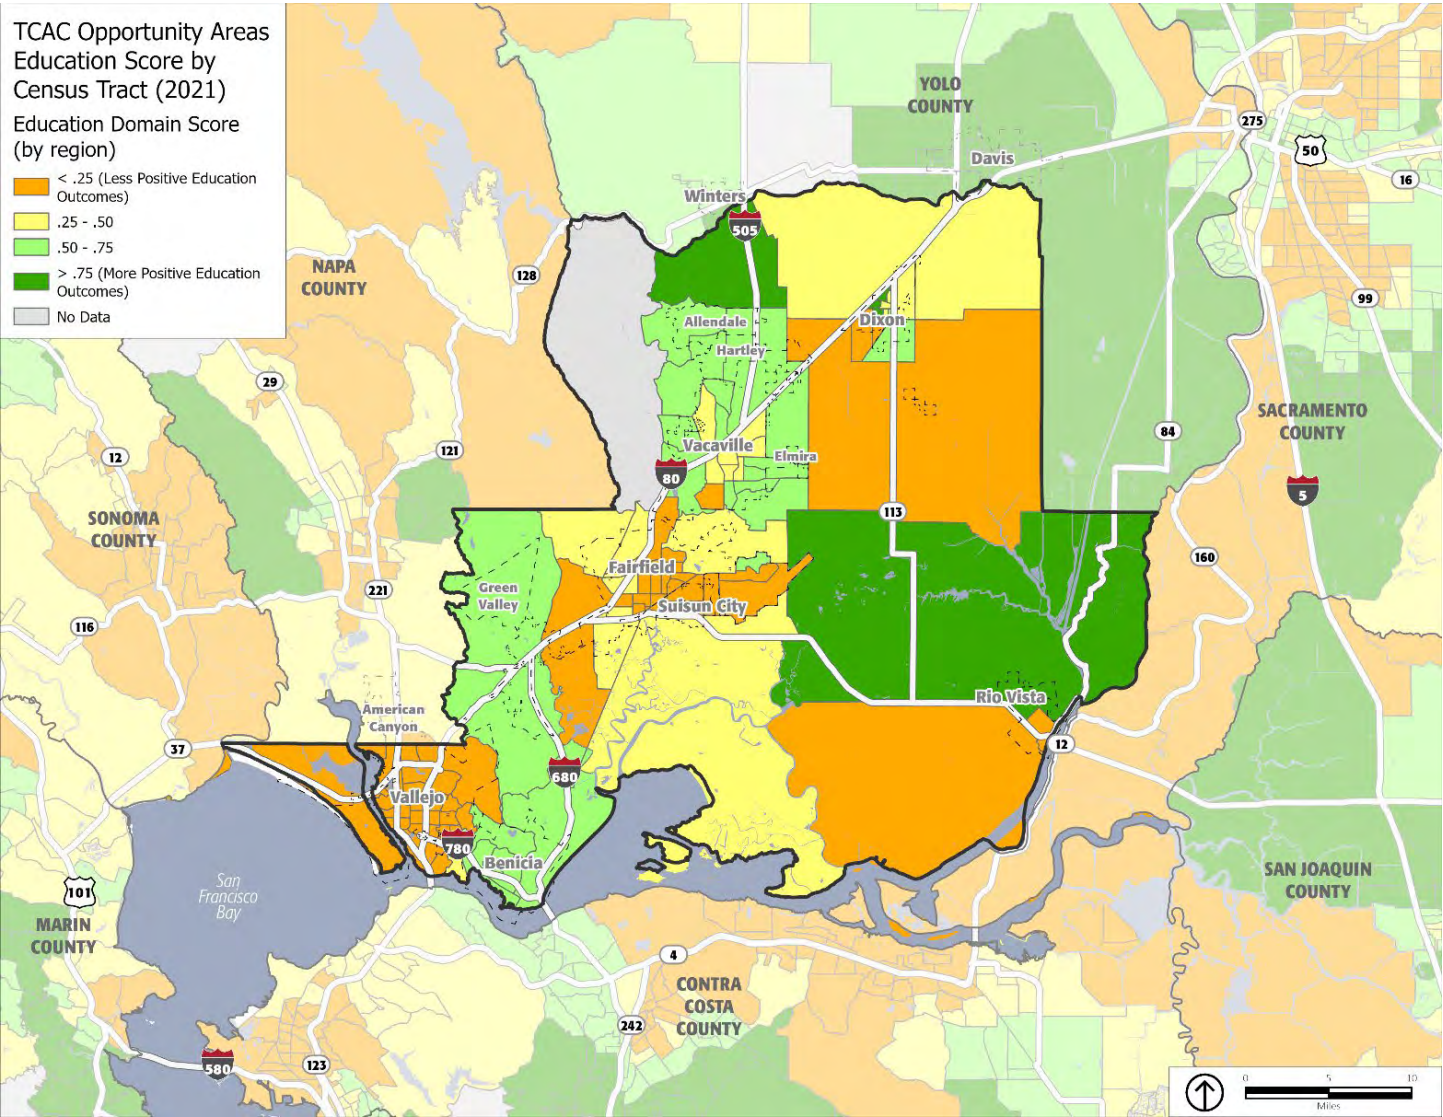 TCAC Opportunity Areas
Education Score by
Census Tract (2021)
Education Domain Score
(by region)
< .25 (Less Positive Education
Outcomes)
.25 - .50
.50 - .75
> .75 (More Positive Education
Outcomes)
No Data
YOLO
COUNTY
275
50
16
Davis
Winters
505
NAPA
COUNTY
128
99
Allendale
Dixon
Hartley
29
SACRAMENTO
COUNTY
84
12
121
Vacaville
Elmira
80
5
113
SONOMA
COUNTY
160
Fairfield
Green
Valley
221
Suisun City
116
Rio Vista
American
Canyon
37
12
680
Vallejo
780
Benicia
San
Francisco
Bay
101
SAN JOAQUIN
COUNTY
MARIN
COUNTY
4
CONTRA
COSTA
COUNTY
242
580
123
0 5 10
Miles